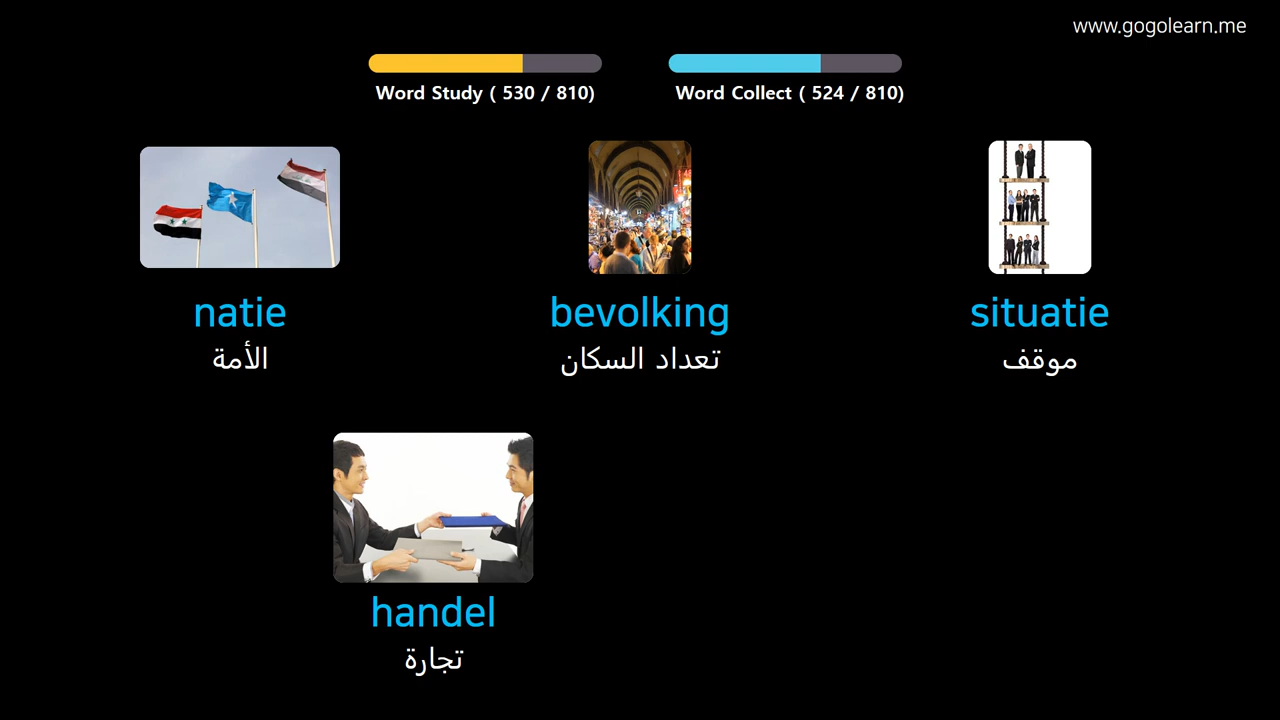 www.gogolearn.me
Word Study ( 530 / 810)
Word Collect ( 524 / 810)
natie
الأمة
bevolking
تعداد السكان
situatie
موقف
handel
تجارة